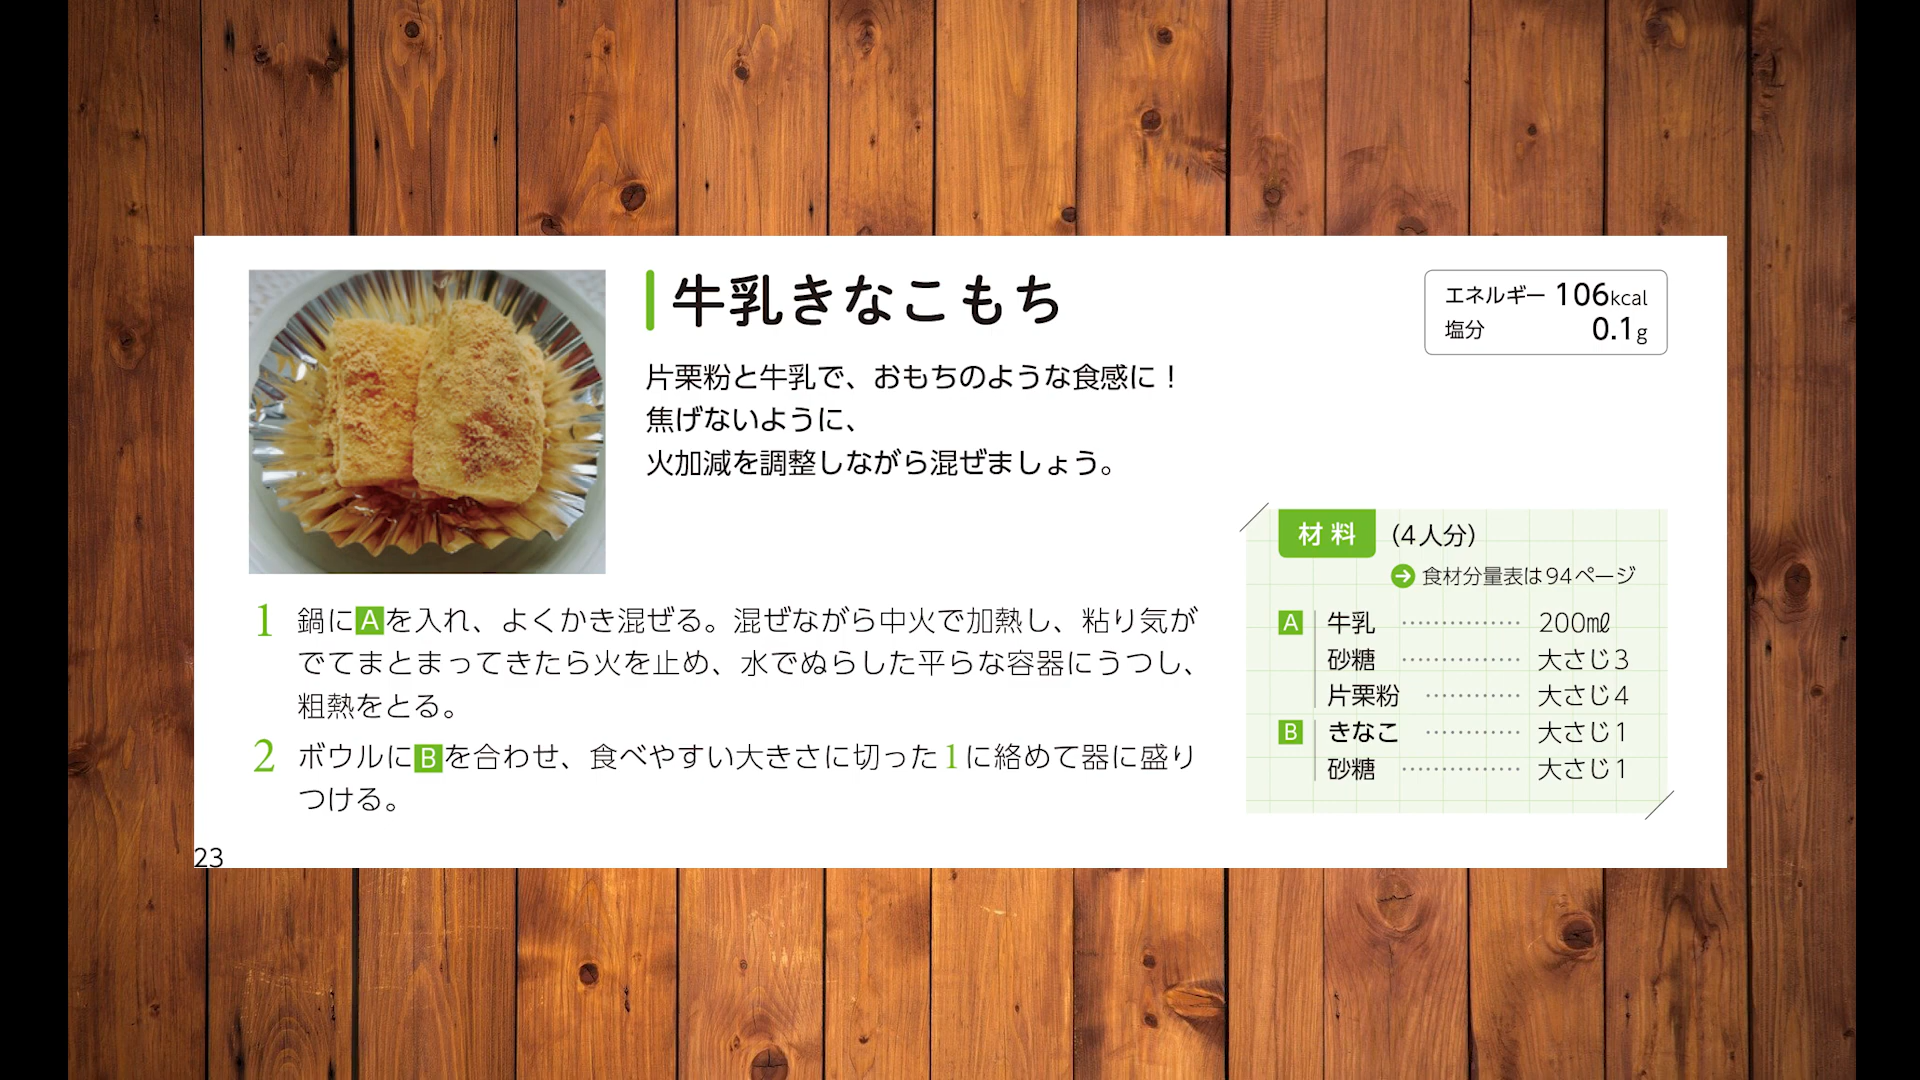 牛乳きなこもち
エネルギー 106kcal
塩分 0.1g
片栗粉と牛乳で、おもちのような食感に！
焦げないように、
火加減を調整しながら混ぜましょう。
材料 (4人分)
食材分量表は94ページ
A 牛乳 ……………… 200㎖
砂糖 ……………… 大さじ3
片栗粉 …………… 大さじ4
B きなこ …………… 大さじ1
砂糖 ……………… 大さじ1
1 鍋にAを入れ、よくかき混ぜる。混ぜながら中火で加熱し、粘り気が
でてまとまってきたら火を止め、水でぬらした平らな容器にうつし、
粗熱をとる。
2 ボウルにBを合わせ、食べやすい大きさに切った1に絡めて器に盛り
つける。
23